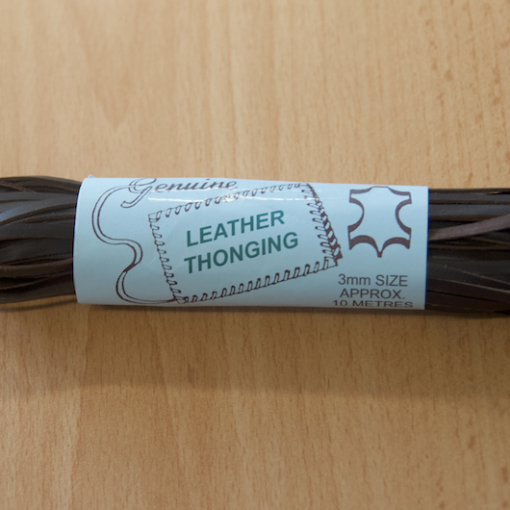 Genuine
LEATHER
THONGING
3mm SIZE
APPROX.
10 METRES